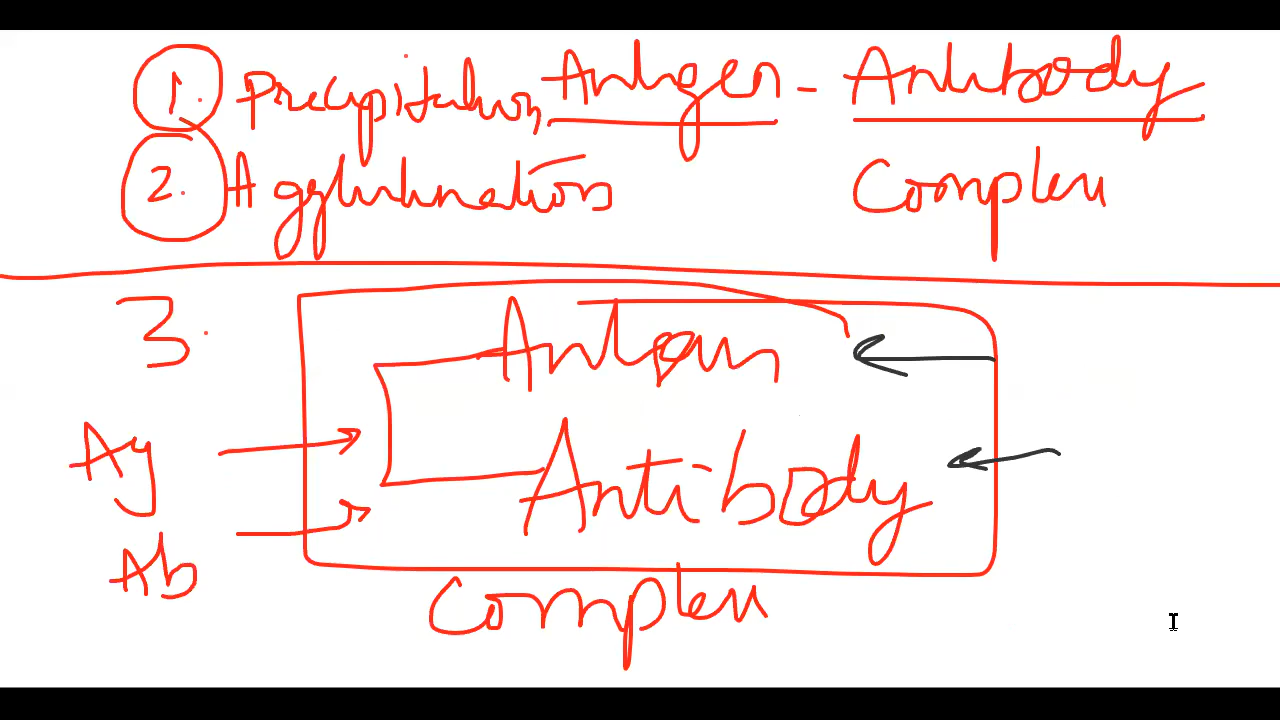 1. Precipitation, Antigen - Antibody
2. Agglutination Complex
3. Antigen
Ag Antibody
Ab Complex